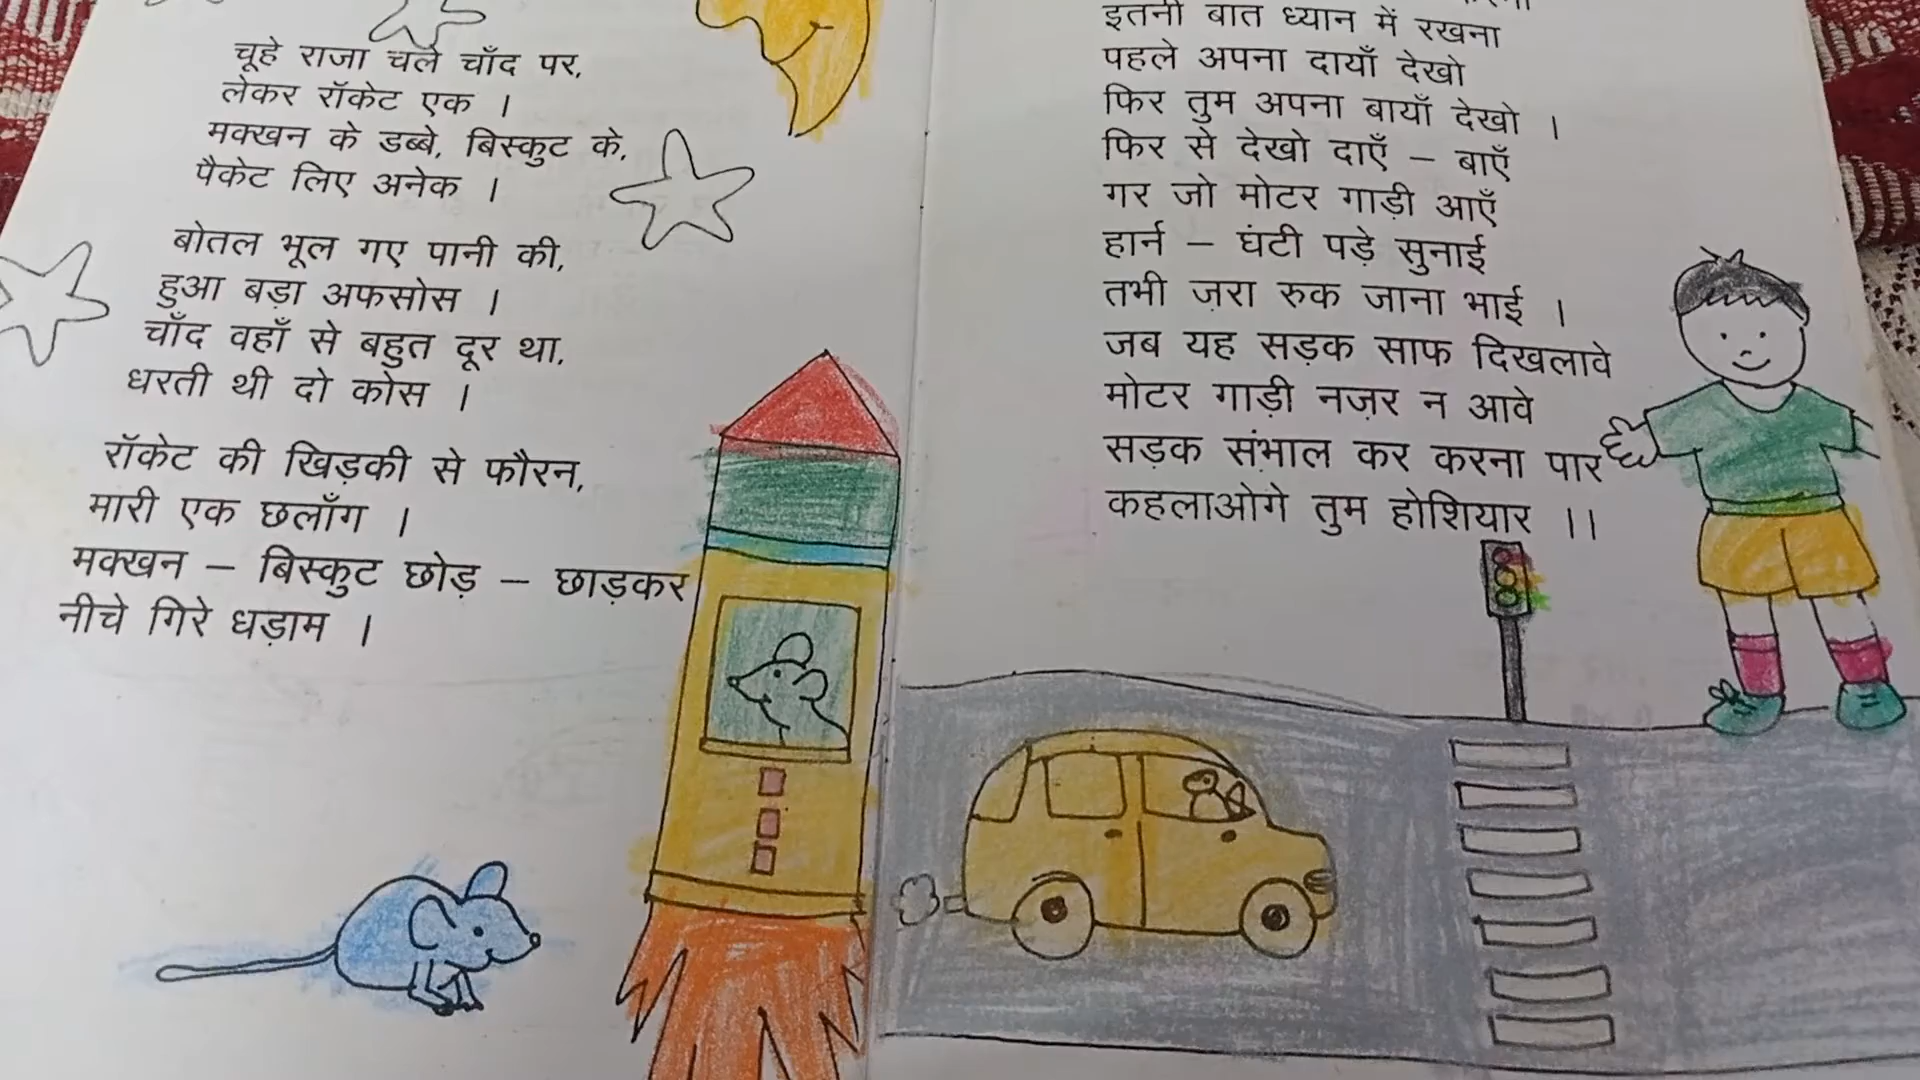 चूहे राजा चले चाँद पर,
लेकर रॉकेट एक ।
मक्खन के डब्बे, बिस्कुट के,
पैकेट लिए अनेक ।
बोतल भूल गए पानी की,
हुआ बड़ा अफसोस ।
चाँद वहाँ से बहुत दूर था,
धरती थी दो कोस ।
रॉकेट की खिड़की से फौरन,
मारी एक छलाँग ।
मक्खन – बिस्कुट छोड़ – छाड़कर
नीचे गिरे धड़ाम ।
इतनी बात ध्यान में रखना
पहले अपना दायाँ देखो
फिर तुम अपना बायाँ देखो ।
फिर से देखो दाएँ – बाएँ
गर जो मोटर गाड़ी आएँ
हार्न – घंटी पड़े सुनाई
तभी ज़रा रुक जाना भाई ।
जब यह सड़क साफ दिखलावे
मोटर गाड़ी नज़र न आवे
सड़क संभाल कर करना पार
कहलाओगे तुम होशियार ।।